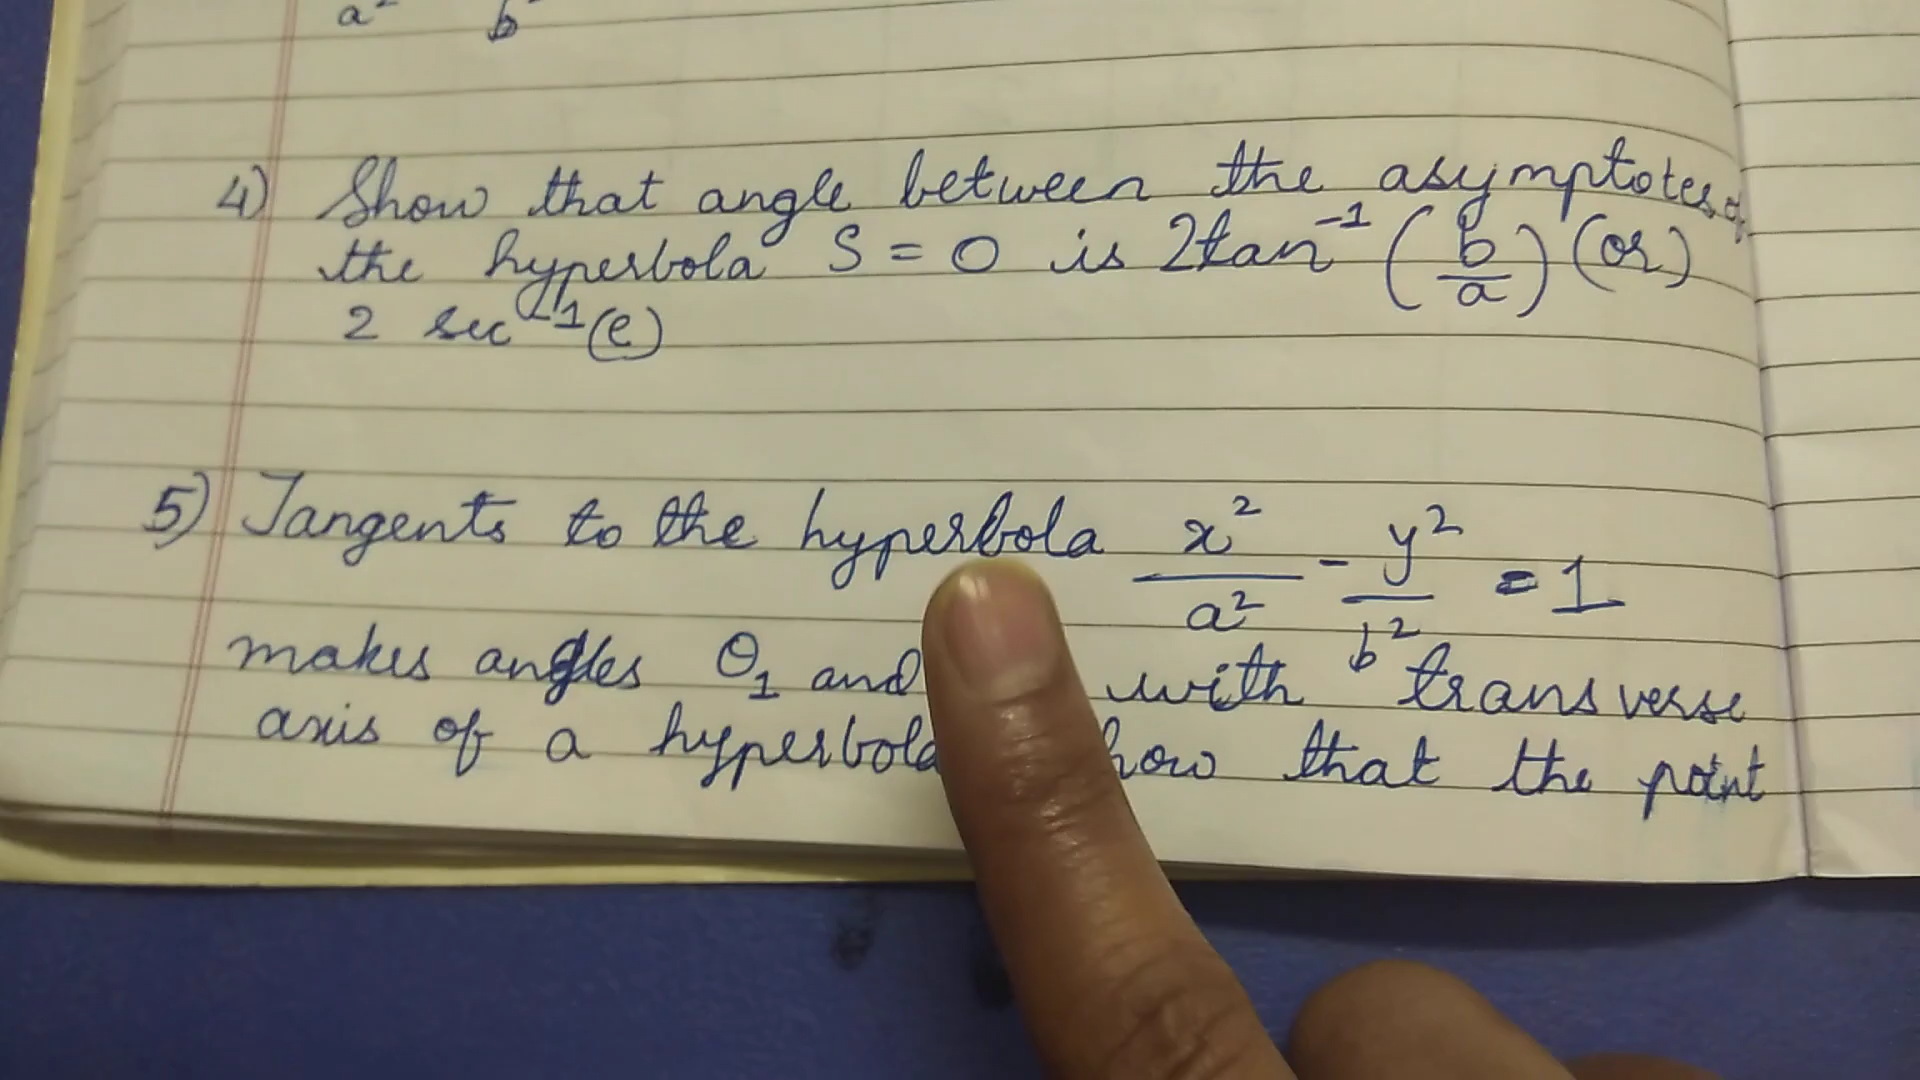 a² b
4) Show that angle between the asymptotes of
the hyperbola S = 0 is 2tan⁻¹ (b/a) (or)
2 sec⁻¹(e)
5) Tangents to the hyperbola x²/a² - y²/b² = 1
makes angles θ₁ and with transverse
axis of a hyperbola that the point